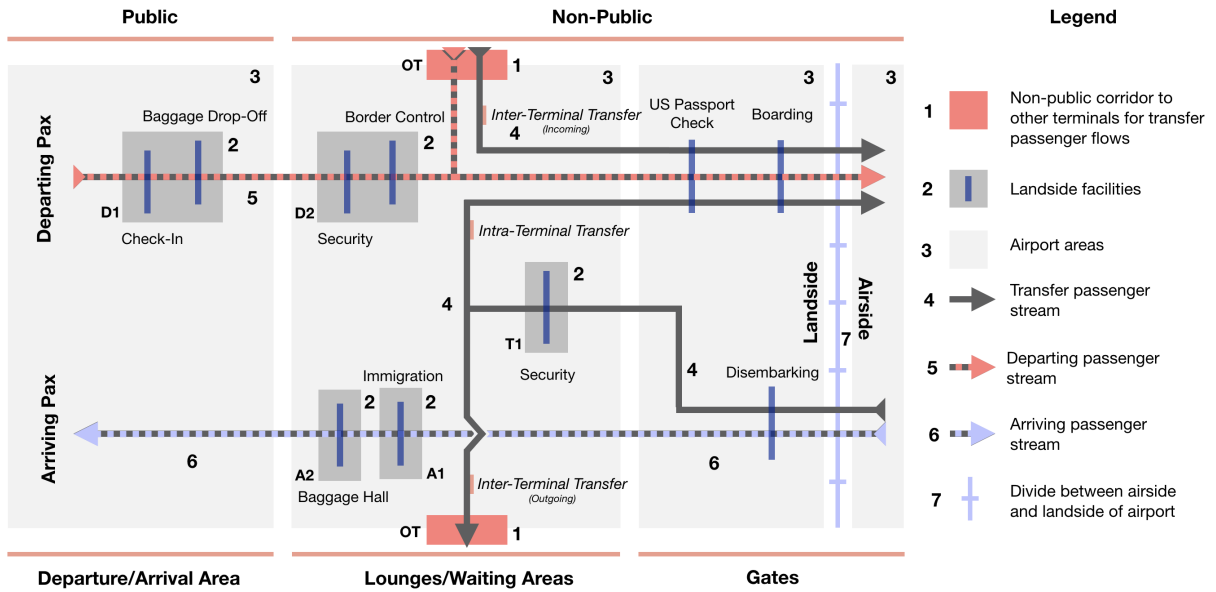 Public
Non-Public
Legend
OT
1
3
3
3
3
Baggage Drop-Off
2
Border Control
2
Inter-Terminal Transfer
(Incoming)
4
US Passport
Check
Boarding
Departing Pax
5
D1
Check-In
D2
Security
Intra-Terminal Transfer
4
2
T1
Security
4
Landside
Airside
7
Disembarking
Arriving Pax
6
Immigration
2
2
A2
A1
Baggage Hall
6
Inter-Terminal Transfer
(Outgoing)
OT
1
Departure/Arrival Area
Lounges/Waiting Areas
Gates
1
Non-public corridor to
other terminals for transfer
passenger flows
2
Landside facilities
3
Airport areas
4
Transfer passenger
stream
5
Departing passenger
stream
6
Arriving passenger
stream
7
Divide between airside
and landside of airport